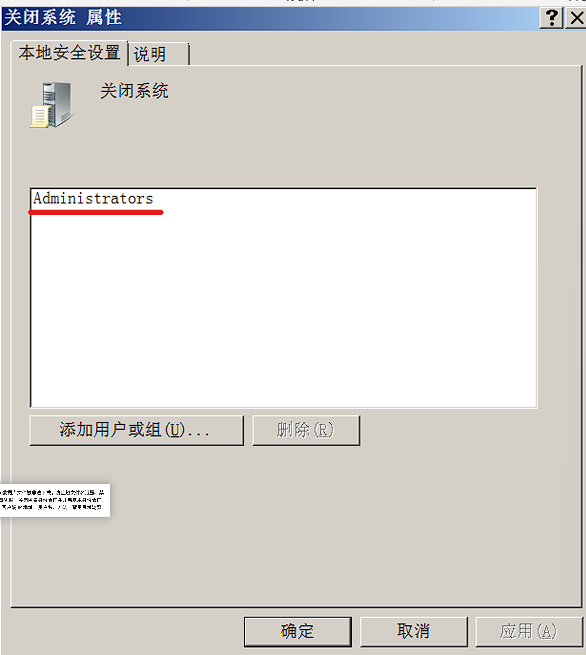 关闭系统 属性
本地安全设置
说明
关闭系统
Administrators
添加用户或组(U)...
删除(R)
确定
取消
应用(A)